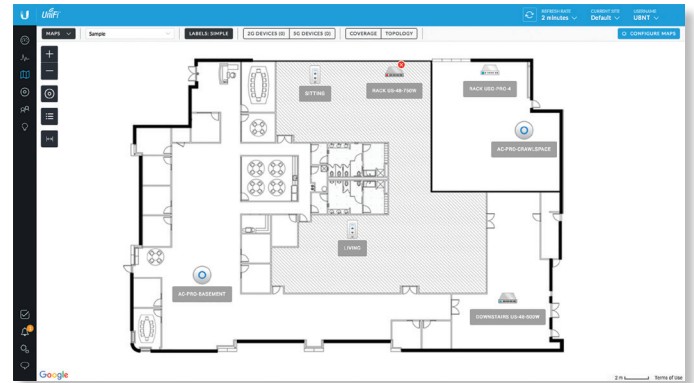 U UniFi
REFRESH RATE
2 minutes
CURRENT SITE
Default
USERNAME
UBNT
MAPS Sample LABELS: SIMPLE 2G DEVICES (0) 5G DEVICES (0) COVERAGE TOPOLOGY CONFIGURE MAPS
SITTING
RACK US-48-750W
RACK USG-PRO-4
AC-PRO-CRAWLSPACE
LIVING
AC-PRO-BASEMENT
DOWNSTAIRS US-48-500W
Google
2 m Terms of Use